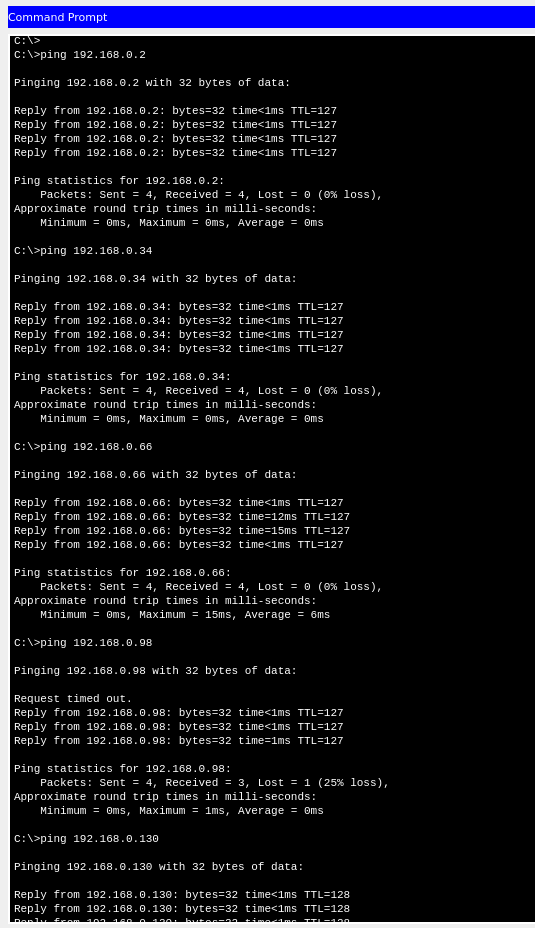 Command Prompt
C:\>
C:\>ping 192.168.0.2
Pinging 192.168.0.2 with 32 bytes of data:
Reply from 192.168.0.2: bytes=32 time<1ms TTL=127
Reply from 192.168.0.2: bytes=32 time<1ms TTL=127
Reply from 192.168.0.2: bytes=32 time<1ms TTL=127
Reply from 192.168.0.2: bytes=32 time<1ms TTL=127
Ping statistics for 192.168.0.2:
    Packets: Sent = 4, Received = 4, Lost = 0 (0% loss),
Approximate round trip times in milli-seconds:
    Minimum = 0ms, Maximum = 0ms, Average = 0ms
C:\>ping 192.168.0.34
Pinging 192.168.0.34 with 32 bytes of data:
Reply from 192.168.0.34: bytes=32 time<1ms TTL=127
Reply from 192.168.0.34: bytes=32 time<1ms TTL=127
Reply from 192.168.0.34: bytes=32 time<1ms TTL=127
Reply from 192.168.0.34: bytes=32 time<1ms TTL=127
Ping statistics for 192.168.0.34:
    Packets: Sent = 4, Received = 4, Lost = 0 (0% loss),
Approximate round trip times in milli-seconds:
    Minimum = 0ms, Maximum = 0ms, Average = 0ms
C:\>ping 192.168.0.66
Pinging 192.168.0.66 with 32 bytes of data:
Reply from 192.168.0.66: bytes=32 time<1ms TTL=127
Reply from 192.168.0.66: bytes=32 time=12ms TTL=127
Reply from 192.168.0.66: bytes=32 time=15ms TTL=127
Reply from 192.168.0.66: bytes=32 time<1ms TTL=127
Ping statistics for 192.168.0.66:
    Packets: Sent = 4, Received = 4, Lost = 0 (0% loss),
Approximate round trip times in milli-seconds:
    Minimum = 0ms, Maximum = 15ms, Average = 6ms
C:\>ping 192.168.0.98
Pinging 192.168.0.98 with 32 bytes of data:
Request timed out.
Reply from 192.168.0.98: bytes=32 time<1ms TTL=127
Reply from 192.168.0.98: bytes=32 time<1ms TTL=127
Reply from 192.168.0.98: bytes=32 time=1ms TTL=127
Ping statistics for 192.168.0.98:
    Packets: Sent = 4, Received = 3, Lost = 1 (25% loss),
Approximate round trip times in milli-seconds:
    Minimum = 0ms, Maximum = 1ms, Average = 0ms
C:\>ping 192.168.0.130
Pinging 192.168.0.130 with 32 bytes of data:
Reply from 192.168.0.130: bytes=32 time<1ms TTL=128
Reply from 192.168.0.130: bytes=32 time<1ms TTL=128
Reply from 192.168.0.130: bytes=32 time<1ms TTL=128